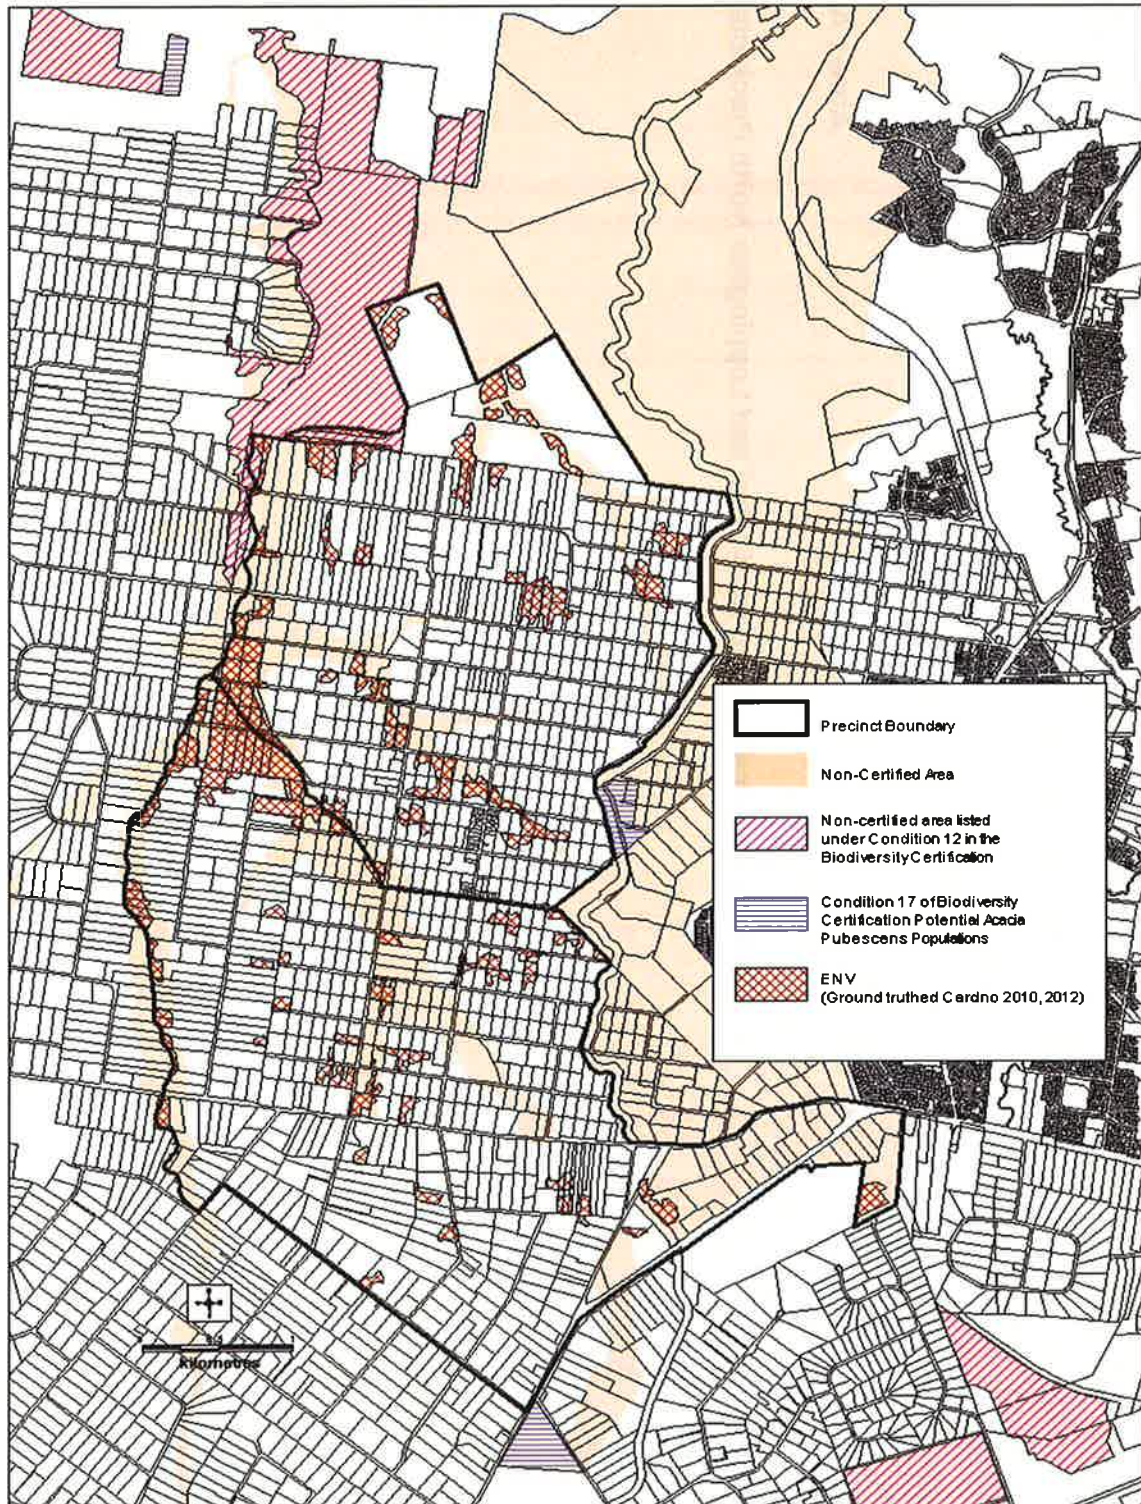 Precinct Boundary
Non-Certified Area
Non-certified area listed
under Condition 12 in the
Biodiversity Certification
Condition 17 of Biodiversity
Certification Potential Acacia
Pubescens Populations
ENV
(Ground truthed Cardno 2010, 2012)
kilometres